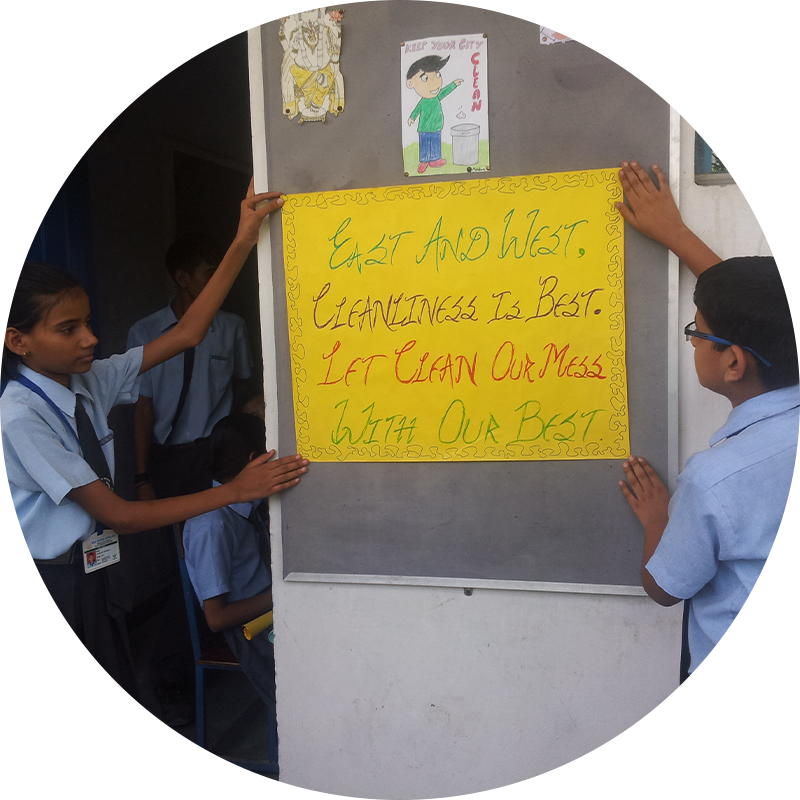 KEEP YOUR CITY
CLEAN
EAST AND WEST,
CLEANLINESS IS BEST.
LET CLEAN OUR MESS
WITH OUR BEST